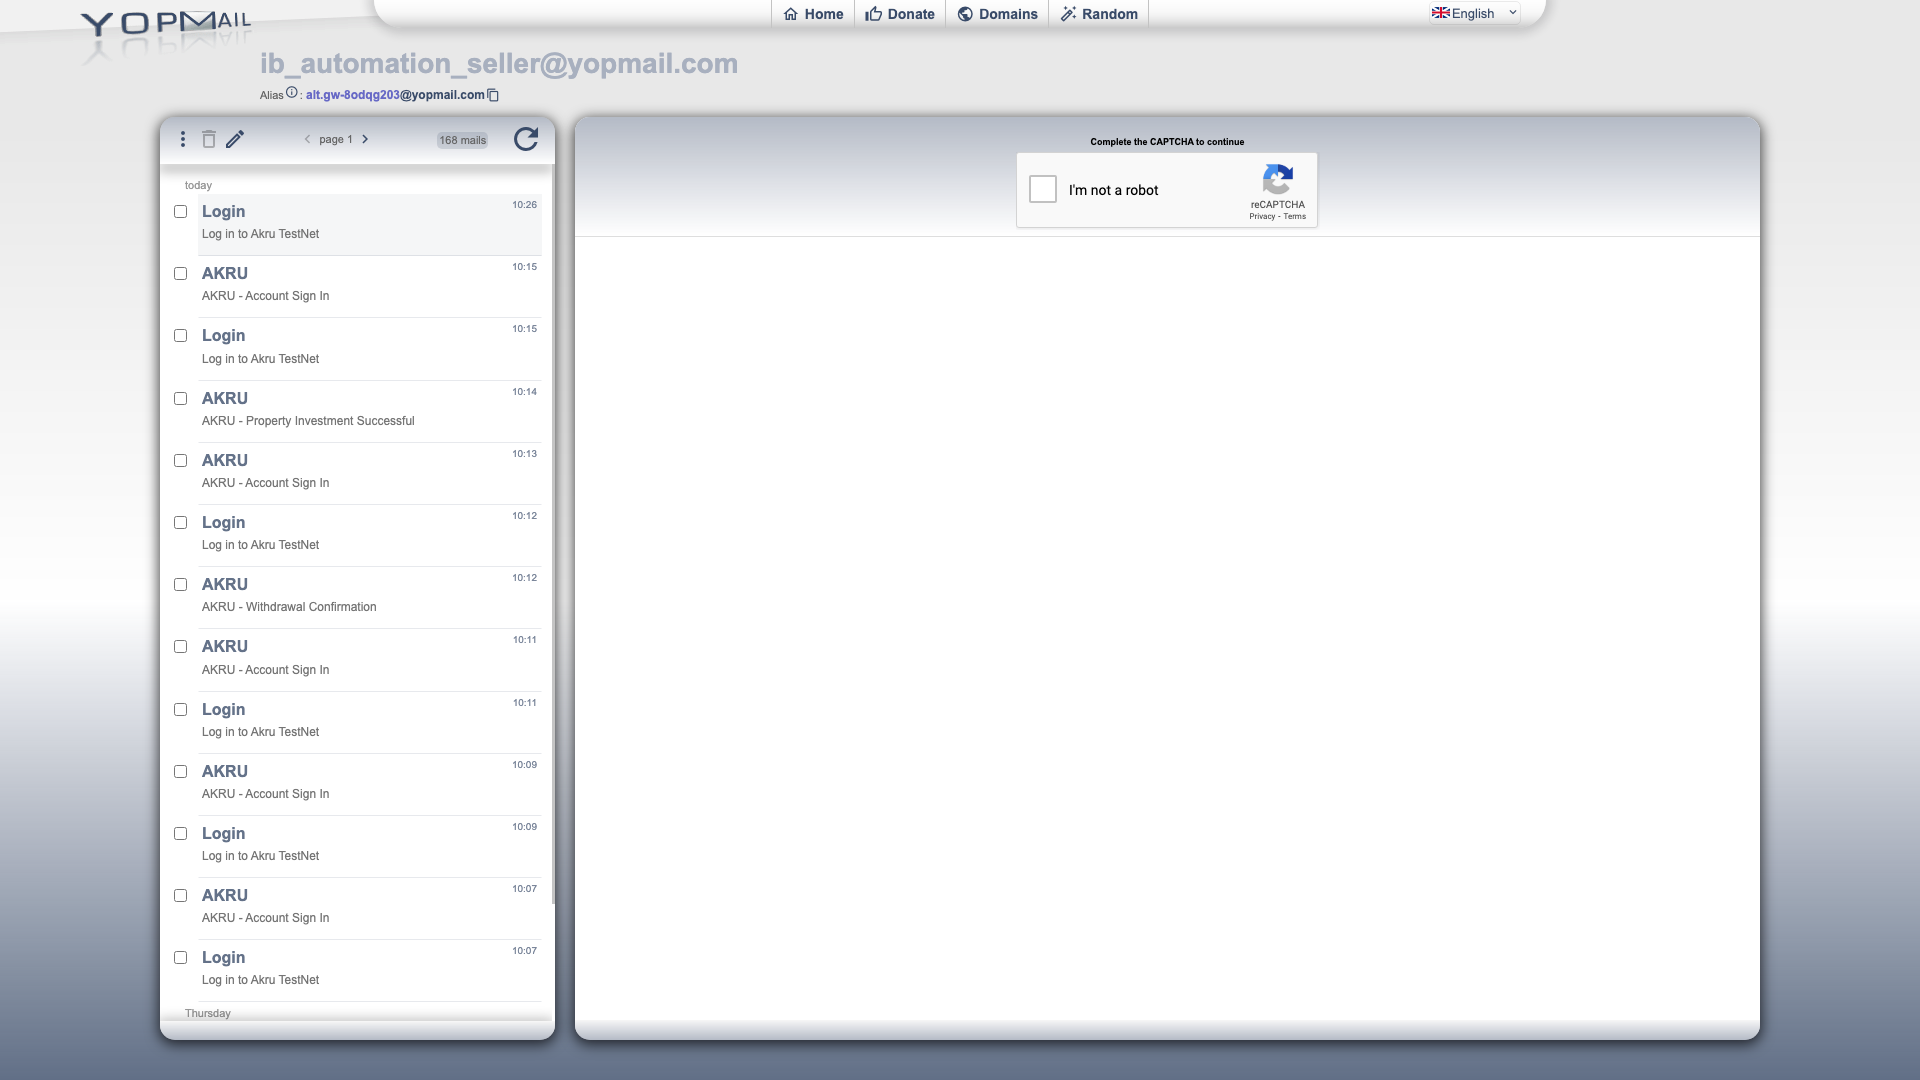 YOPMAIL
Home
Donate
Domains
Random
English
ib_automation_seller@yopmail.com
Alias : alt.gw-8odqg203@yopmail.com
page 1
168 mails
today
Login 10:26
Log in to Akru TestNet
AKRU 10:15
AKRU - Account Sign In
Login 10:15
Log in to Akru TestNet
AKRU 10:14
AKRU - Property Investment Successful
AKRU 10:13
AKRU - Account Sign In
Login 10:12
Log in to Akru TestNet
AKRU 10:12
AKRU - Withdrawal Confirmation
AKRU 10:11
AKRU - Account Sign In
Login 10:11
Log in to Akru TestNet
AKRU 10:09
AKRU - Account Sign In
Login 10:09
Log in to Akru TestNet
AKRU 10:07
AKRU - Account Sign In
Login 10:07
Log in to Akru TestNet
Thursday
Complete the CAPTCHA to continue
I'm not a robot
reCAPTCHA
Privacy - Terms